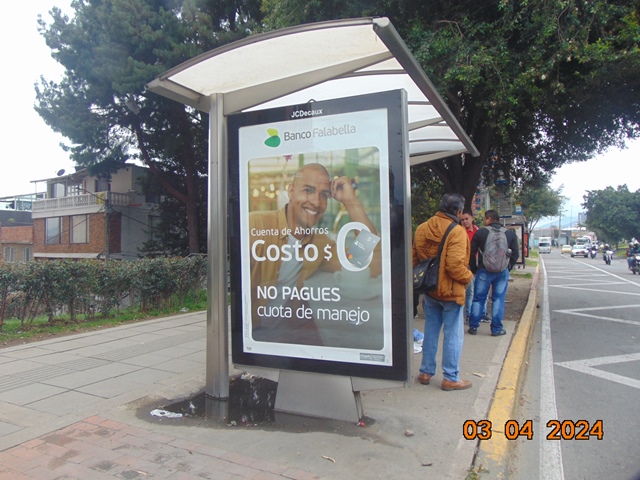 JCDecaux
Banco Falabella
Cuenta de Ahorros
Costo $0
NO PAGUES
cuota de manejo
03 04 2024